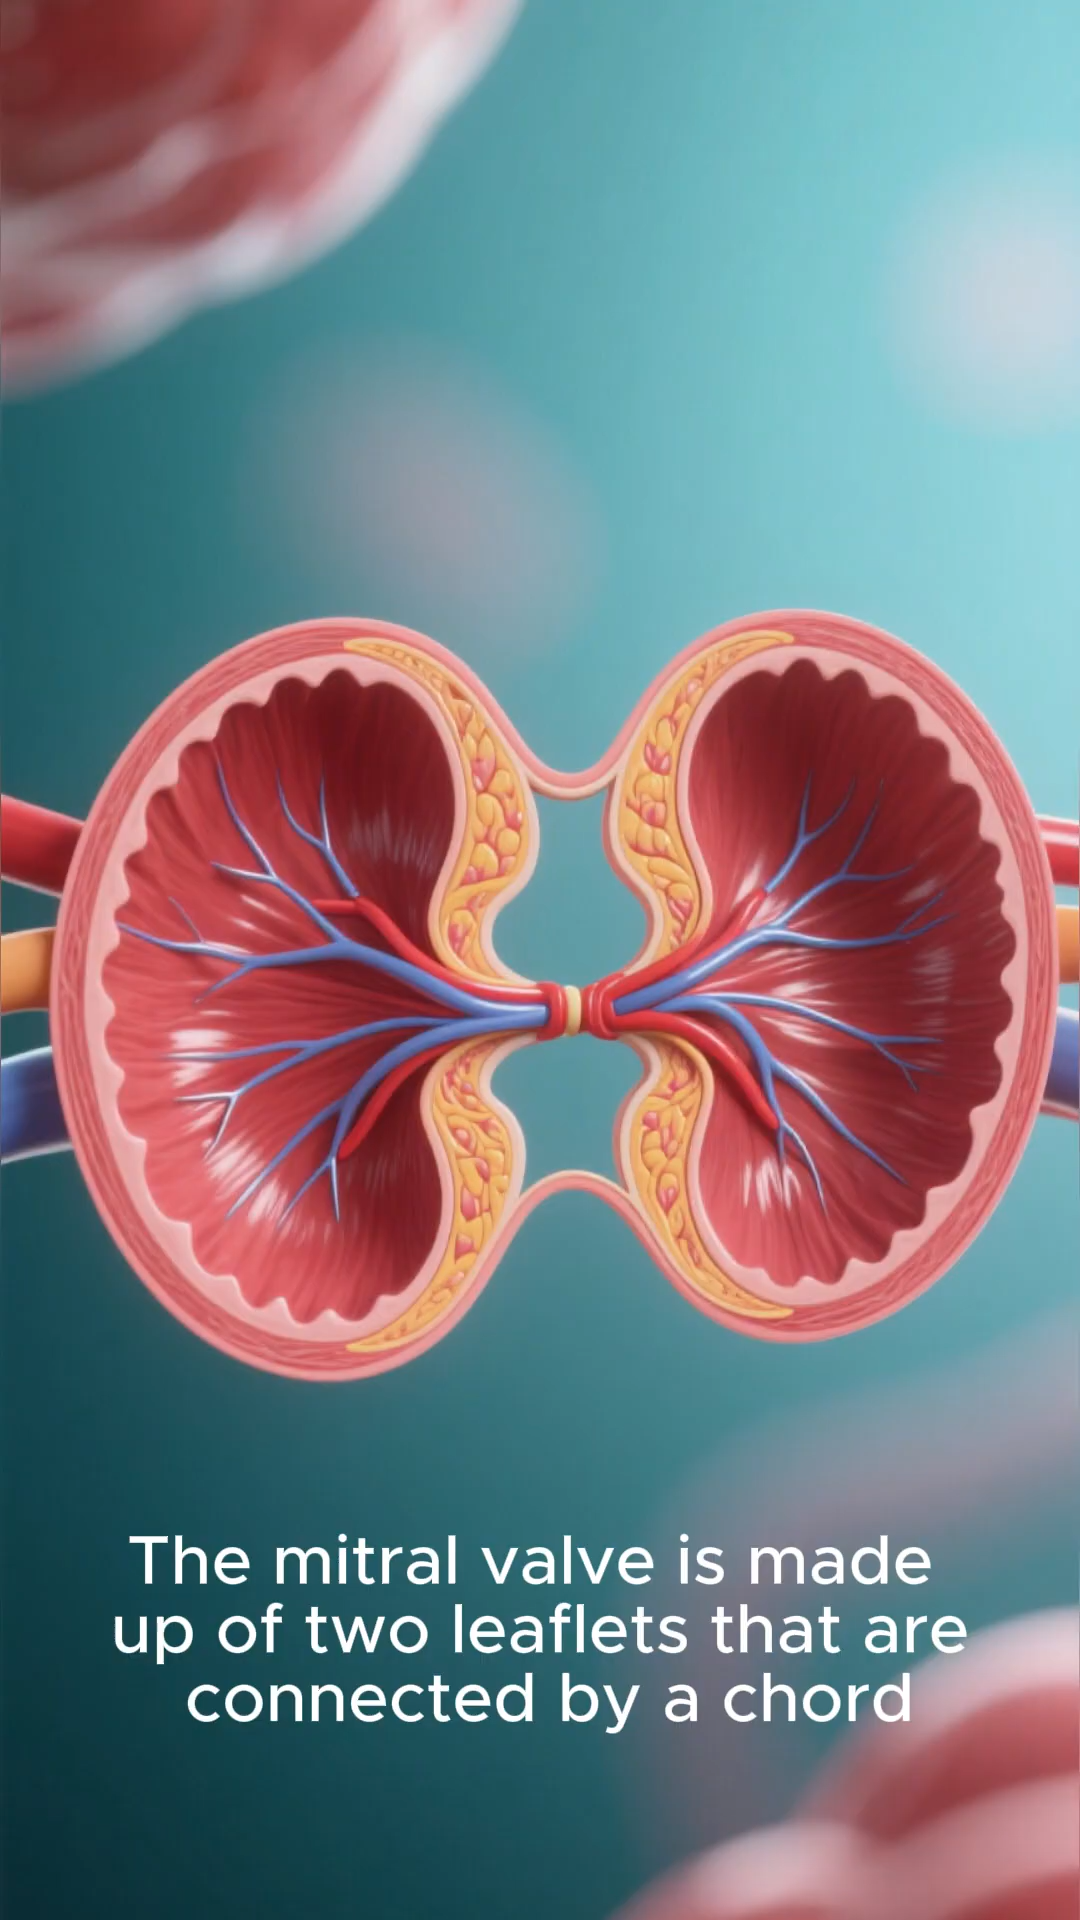 The mitral valve is made
up of two leaflets that are
connected by a chord